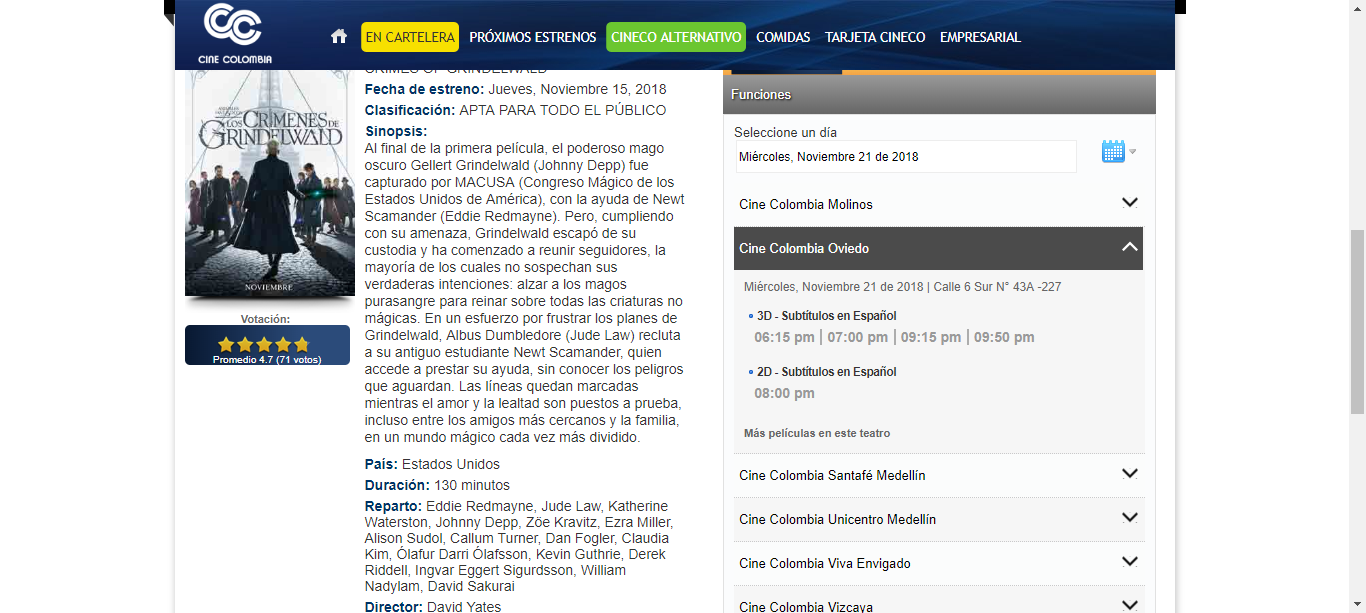 CINE COLOMBIA
EN CARTELERA
PRÓXIMOS ESTRENOS
CINECO ALTERNATIVO
COMIDAS
TARJETA CINECO
EMPRESARIAL
LOS CRÍMENES DE
GRINDELWALD
NOVIEMBRE
Votación:
Promedio 4.7 (71 votos)
CRIMES OF GRINDELWALD
Fecha de estreno: Jueves, Noviembre 15, 2018
Clasificación: APTA PARA TODO EL PÚBLICO
Sinopsis:
Al final de la primera película, el poderoso mago
oscuro Gellert Grindelwald (Johnny Depp) fue
capturado por MACUSA (Congreso Mágico de los
Estados Unidos de América), con la ayuda de Newt
Scamander (Eddie Redmayne). Pero, cumpliendo
con su amenaza, Grindelwald escapó de su
custodia y ha comenzado a reunir seguidores, la
mayoría de los cuales no sospechan sus
verdaderas intenciones: alzar a los magos
purasangre para reinar sobre todas las criaturas no
mágicas. En un esfuerzo por frustrar los planes de
Grindelwald, Albus Dumbledore (Jude Law) recluta
a su antiguo estudiante Newt Scamander, quien
accede a prestar su ayuda, sin conocer los peligros
que aguardan. Las líneas quedan marcadas
mientras el amor y la lealtad son puestos a prueba,
incluso entre los amigos más cercanos y la familia,
en un mundo mágico cada vez más dividido.
País: Estados Unidos
Duración: 130 minutos
Reparto: Eddie Redmayne, Jude Law, Katherine
Waterston, Johnny Depp, Zöe Kravitz, Ezra Miller,
Alison Sudol, Callum Turner, Dan Fogler, Claudia
Kim, Ólafur Darri Ólafsson, Kevin Guthrie, Derek
Riddell, Ingvar Eggert Sigurdsson, William
Nadylam, David Sakurai
Director: David Yates
Funciones
Seleccione un día
Miércoles, Noviembre 21 de 2018
Cine Colombia Molinos
Cine Colombia Oviedo
Miércoles, Noviembre 21 de 2018 | Calle 6 Sur N° 43A -227
3D - Subtítulos en Español
06:15 pm | 07:00 pm | 09:15 pm | 09:50 pm
2D - Subtítulos en Español
08:00 pm
Más películas en este teatro
Cine Colombia Santafé Medellín
Cine Colombia Unicentro Medellín
Cine Colombia Viva Envigado
Cine Colombia Vizcaya